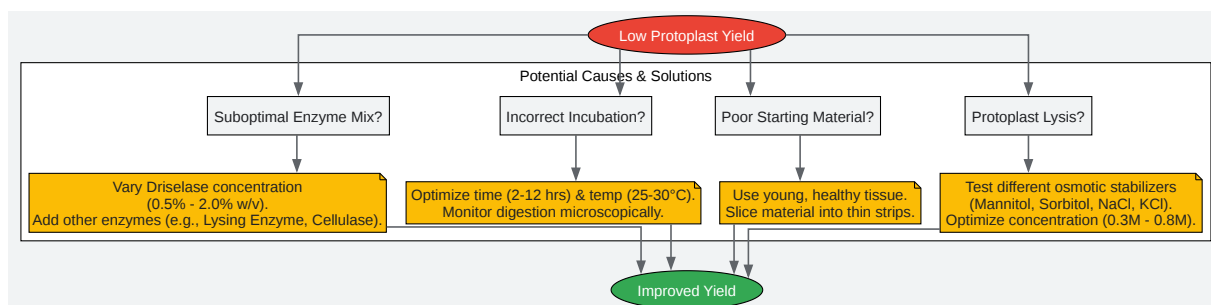 Low Protoplast Yield
Potential Causes & Solutions
Suboptimal Enzyme Mix?
Incorrect Incubation?
Poor Starting Material?
Protoplast Lysis?
Vary Driselase concentration
(0.5% - 2.0% w/v).
Add other enzymes (e.g., Lysing Enzyme, Cellulase).
Optimize time (2-12 hrs) & temp (25-30°C).
Monitor digestion microscopically.
Use young, healthy tissue.
Slice material into thin strips.
Test different osmotic stabilizers
(Mannitol, Sorbitol, NaCl, KCl).
Optimize concentration (0.3M - 0.8M).
Improved Yield